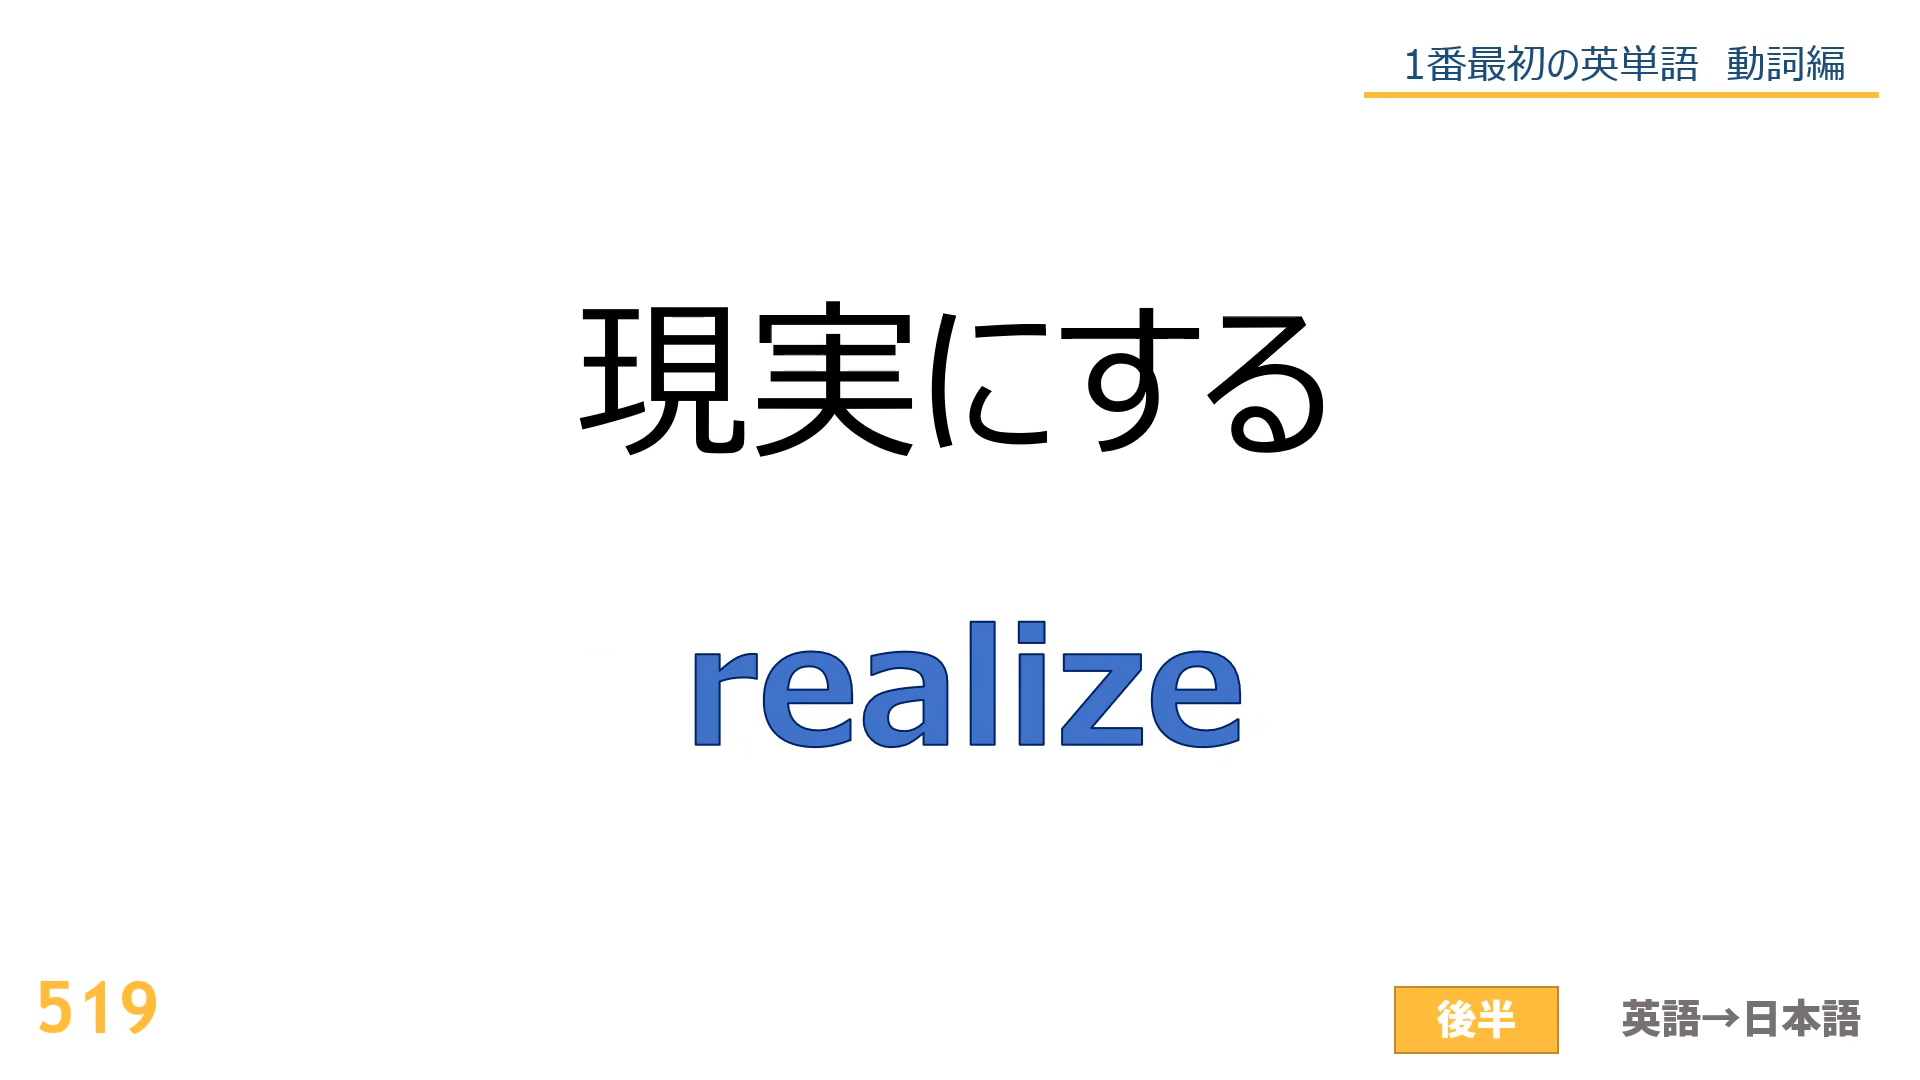 1番最初の英単語　動詞編
現実にする
realize
519
後半
英語→日本語